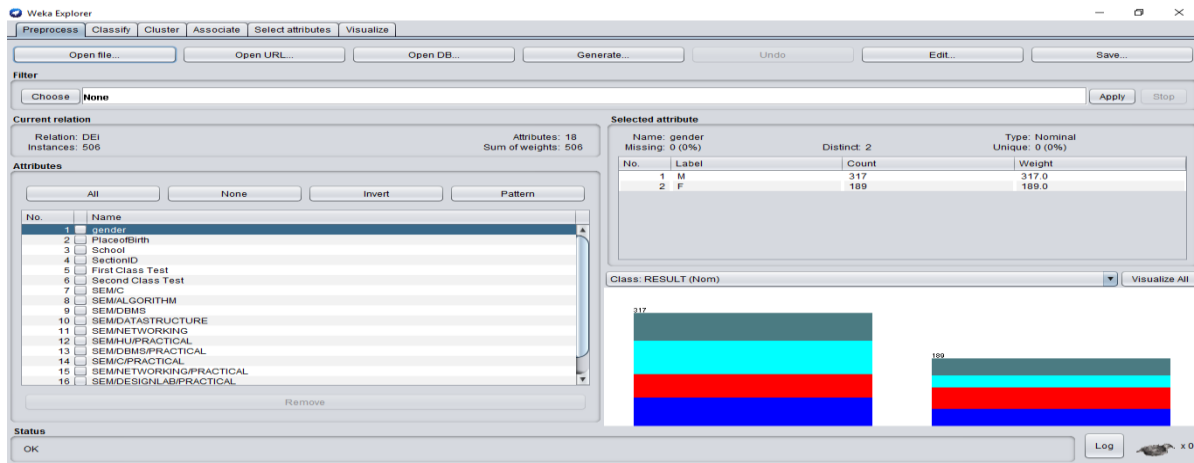 Weka Explorer
Preprocess Classify Cluster Associate Select attributes Visualize
Open file... Open URL... Open DB... Generate... Undo Edit... Save...
Filter
Choose None Apply Stop
Current relation
Relation: DEi Attributes: 18
Instances: 506 Sum of weights: 506
Attributes
All None Invert Pattern
No. Name
1 gender
2 PlaceofBirth
3 School
4 SectionID
5 First Class Test
6 Second Class Test
7 SEM/C
8 SEM/ALGORITHM
9 SEM/DBMS
10 SEM/DATASTRUCTURE
11 SEM/NETWORKING
12 SEM/HU/PRACTICAL
13 SEM/DBMS/PRACTICAL
14 SEM/C/PRACTICAL
15 SEM/NETWORKING/PRACTICAL
16 SEM/DESIGNLAB/PRACTICAL
Remove
Selected attribute
Name: gender Type: Nominal
Missing: 0 (0%) Distinct: 2 Unique: 0 (0%)
No. Label Count Weight
1 M 317 317.0
2 F 189 189.0
Class: RESULT (Nom) Visualize All
317
189
Status
OK
Log x 0